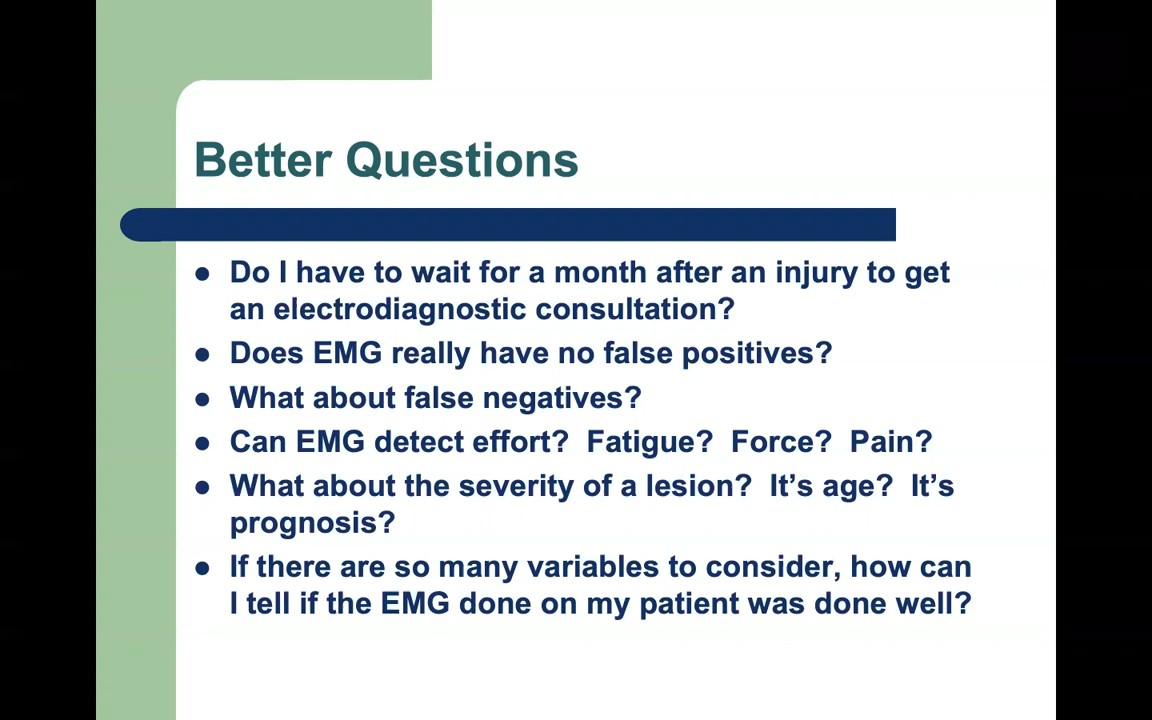 Better Questions
● Do I have to wait for a month after an injury to get
an electrodiagnostic consultation?
● Does EMG really have no false positives?
● What about false negatives?
● Can EMG detect effort?  Fatigue?  Force?  Pain?
● What about the severity of a lesion?  It’s age?  It’s
prognosis?
● If there are so many variables to consider, how can
I tell if the EMG done on my patient was done well?